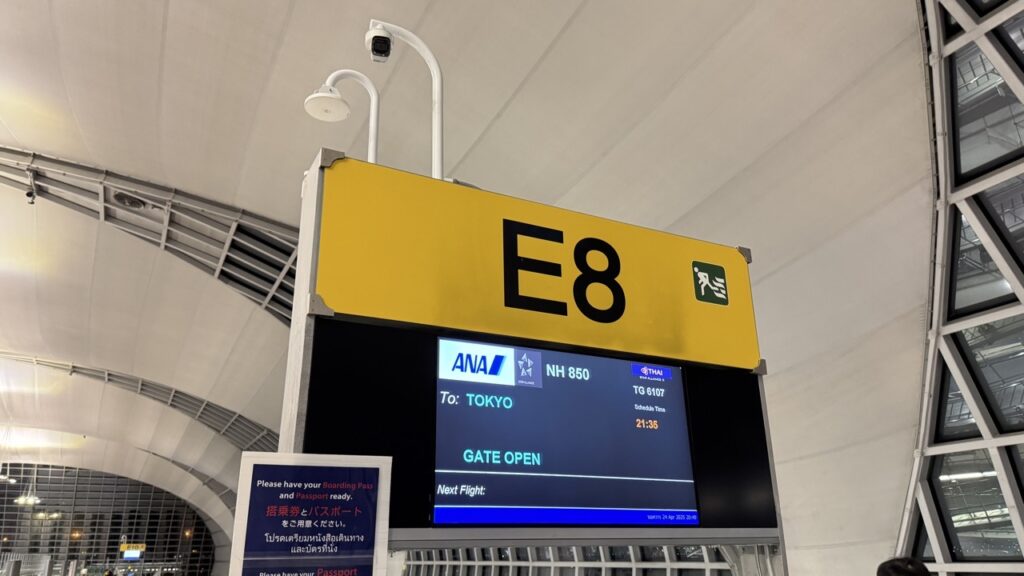 E8
ANA
NH 850
THAI
TG 6107
To: TOKYO
Schedule Time
21:35
GATE OPEN
Next Flight:
Please have your Boarding Pass
and Passport ready.
搭乗券とパスポート
をご用意ください。
โปรดเตรียมหนังสือเดินทาง
และบัตรที่นั่ง
Please have your Passport